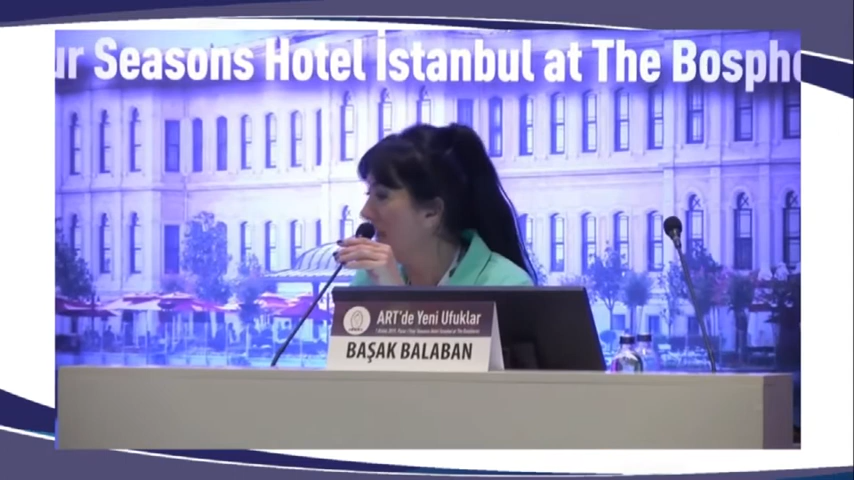 ur Seasons Hotel İstanbul at The Bospho
ART'de Yeni Ufuklar
BAŞAK BALABAN